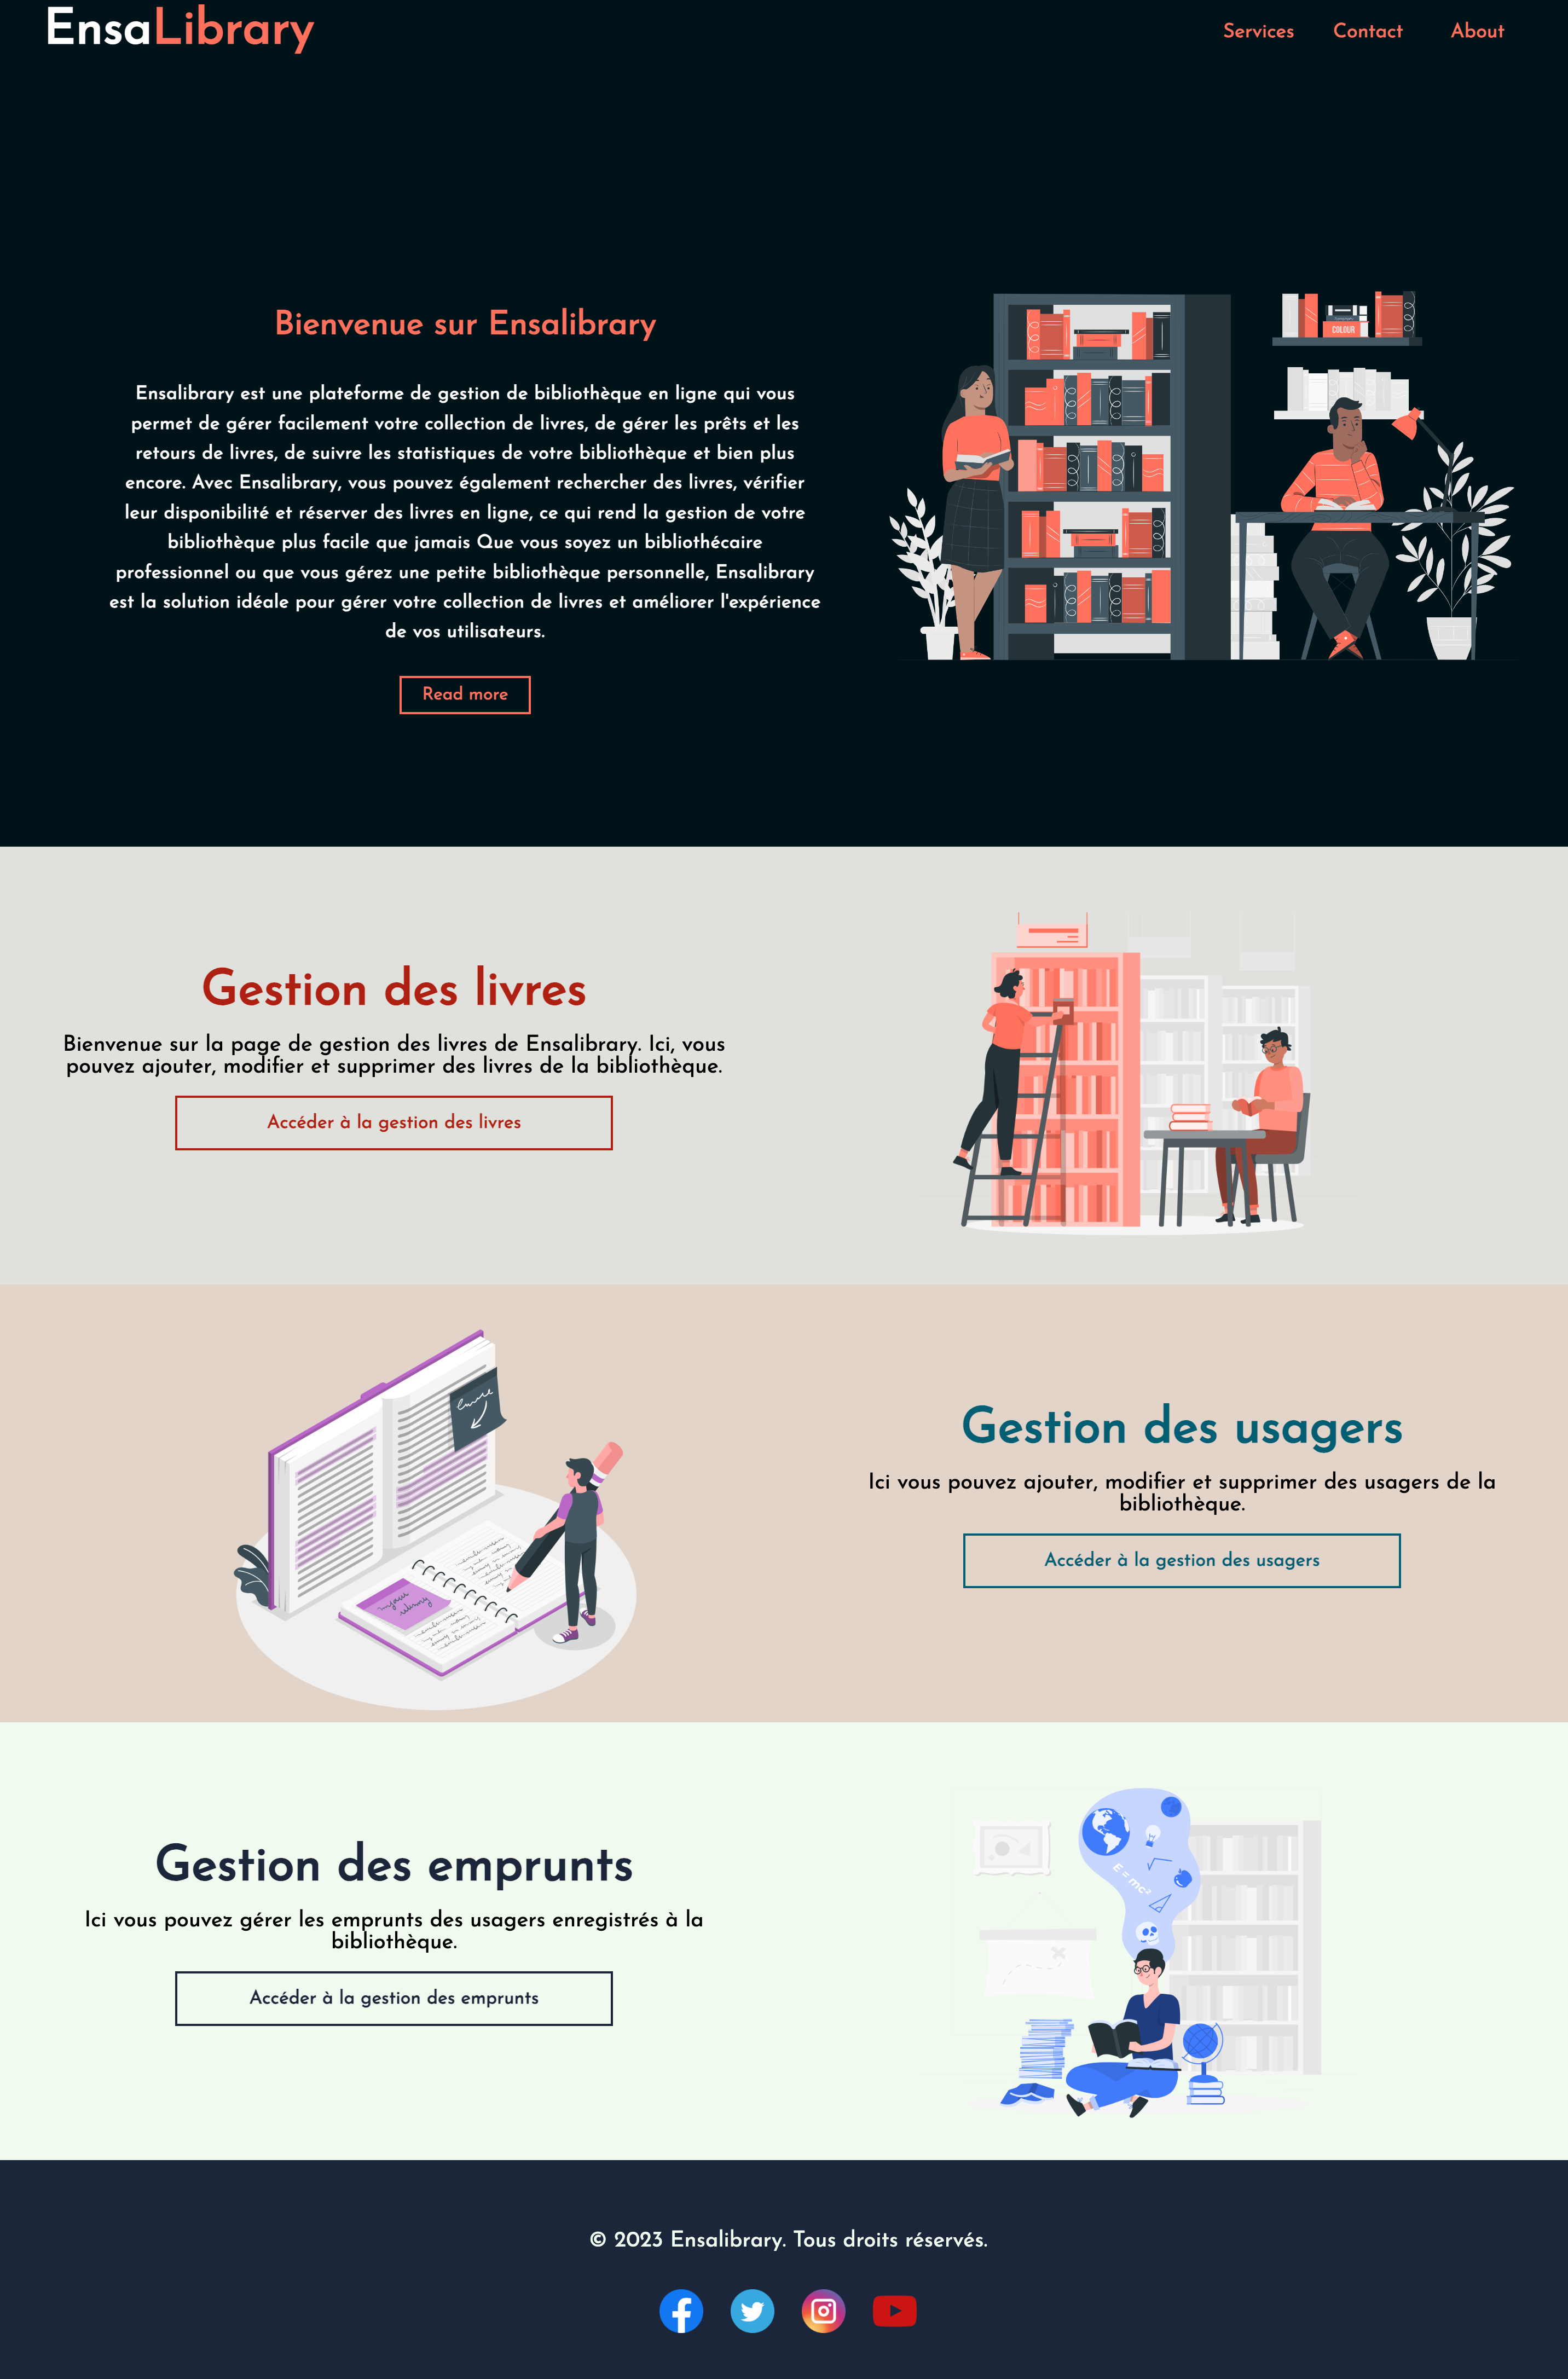 EnsaLibrary
Services Contact About
Bienvenue sur Ensalibrary
Ensalibrary est une plateforme de gestion de bibliothèque en ligne qui vous
permet de gérer facilement votre collection de livres, de gérer les prêts et les
retours de livres, de suivre les statistiques de votre bibliothèque et bien plus
encore. Avec Ensalibrary, vous pouvez également rechercher des livres, vérifier
leur disponibilité et réserver des livres en ligne, ce qui rend la gestion de votre
bibliothèque plus facile que jamais Que vous soyez un bibliothécaire
professionnel ou que vous gérez une petite bibliothèque personnelle, Ensalibrary
est la solution idéale pour gérer votre collection de livres et améliorer l'expérience
de vos utilisateurs.
Read more
COLOUR
Gestion des livres
Bienvenue sur la page de gestion des livres de Ensalibrary. Ici, vous
pouvez ajouter, modifier et supprimer des livres de la bibliothèque.
Accéder à la gestion des livres
Gestion des usagers
Ici vous pouvez ajouter, modifier et supprimer des usagers de la
bibliothèque.
Accéder à la gestion des usagers
Gestion des emprunts
Ici vous pouvez gérer les emprunts des usagers enregistrés à la
bibliothèque.
Accéder à la gestion des emprunts
E = mc²
© 2023 Ensalibrary. Tous droits réservés.